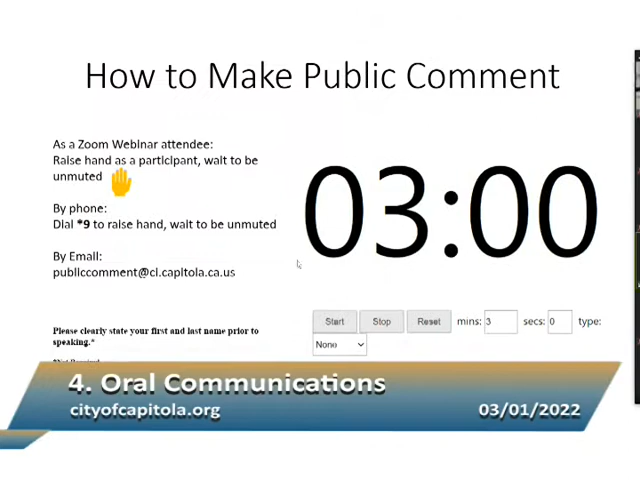 How to Make Public Comment
As a Zoom Webinar attendee:
Raise hand as a participant, wait to be
unmuted
By phone:
Dial *9 to raise hand, wait to be unmuted
By Email:
publiccomment@ci.capitola.ca.us
03:00
Start Stop Reset mins: 3 secs: 0 type:
None
Please clearly state your first and last name prior to
speaking.*
*Not Required
4. Oral Communications
cityofcapitola.org 03/01/2022